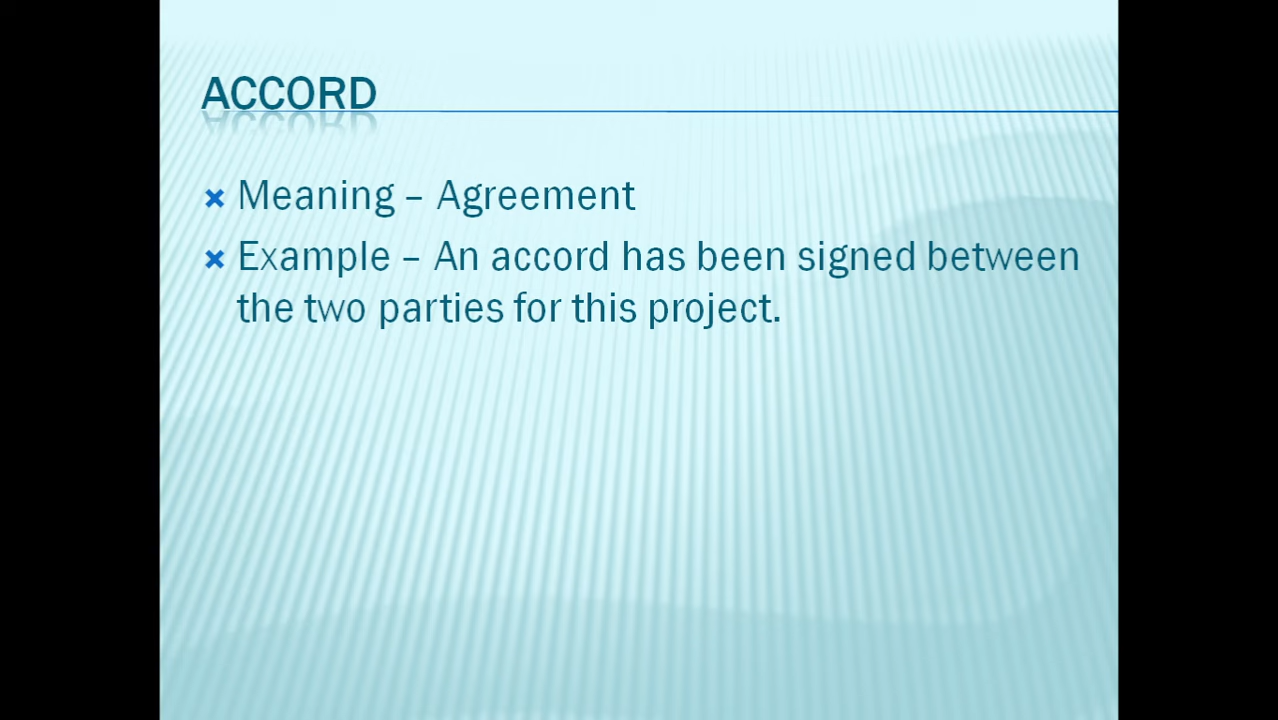 ACCORD
Meaning – Agreement
Example – An accord has been signed between
the two parties for this project.